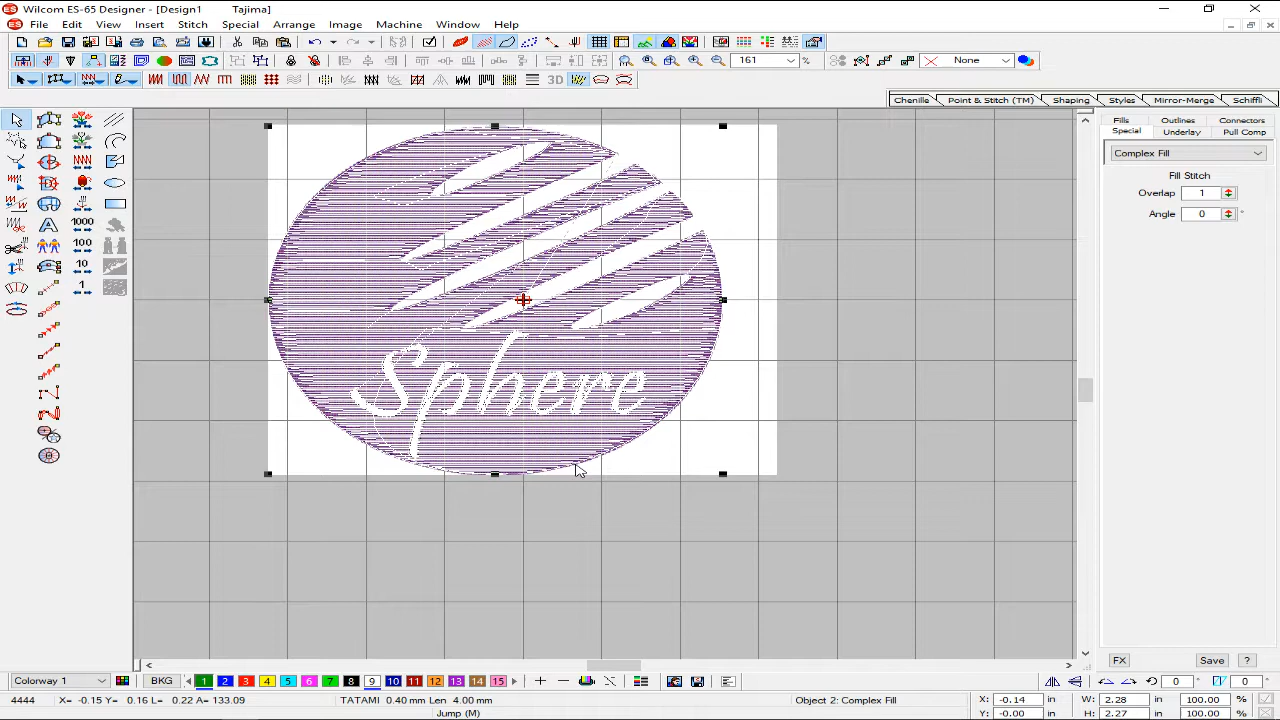 Wilcom ES-65 Designer - [Design1 Tajima]
File Edit View Insert Stitch Special Arrange Image Machine Window Help
161 None
3D
Chenille Point & Stitch (TM) Shaping Styles Mirror-Merge Schiffli
Fills Outlines Connectors
Special Underlay Pull Comp
Complex Fill
Fill Stitch
Overlap 1
Angle 0 °
A 1000
100
10
1
Sphere
FX Save ?
Colorway 1 BKG 1 2 3 4 5 6 7 8 9 10 11 12 13 14 15 0 ° 0 °
4444 X= -0.15 Y= 0.16 L= 0.22 A= 133.09 TATAMI 0.40 mm Len 4.00 mm Object 2: Complex Fill X: -0.14 in W: 2.28 in 100.00 %
Jump (M) Y: -0.00 in H: 2.27 in 100.00 %